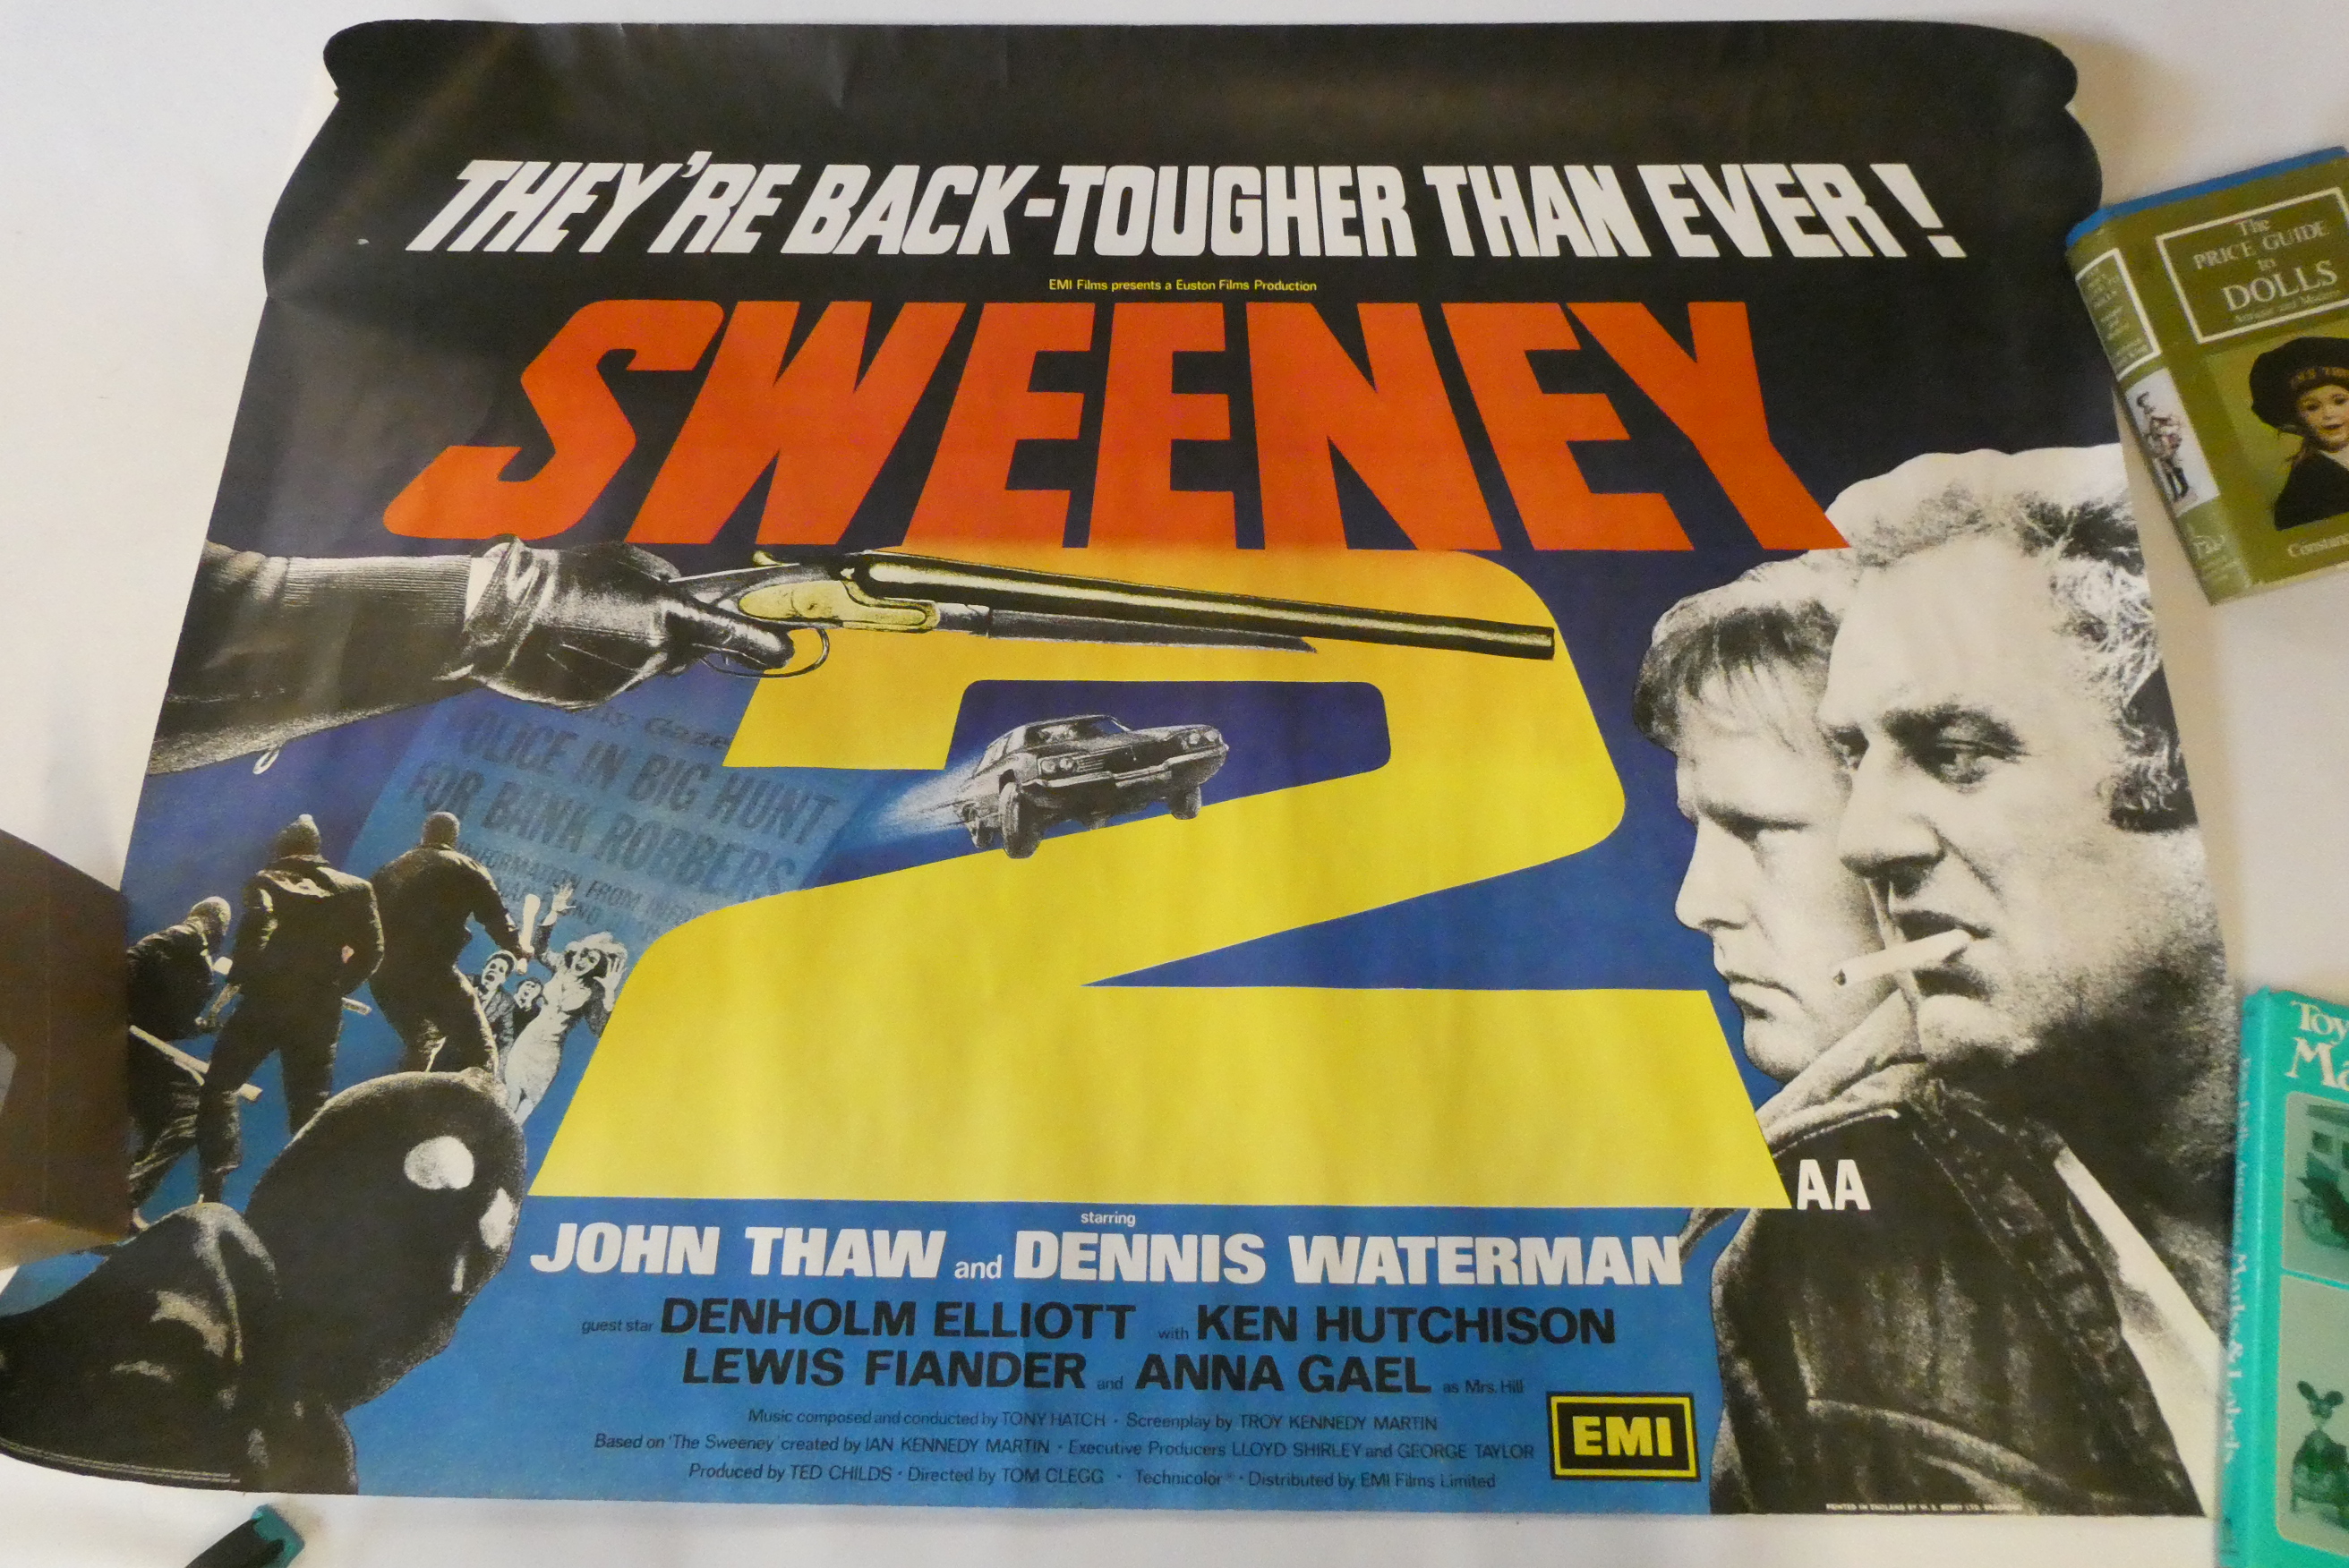 THEY'RE BACK-TOUGHER THAN EVER!
EMI Films presents a Euston Films Production
SWEENEY
2
POLICE IN BIG HUNT
FOR BANK ROBBERS
INFORMATION FROM
AA
starring
JOHN THAW and DENNIS WATERMAN
guest star DENHOLM ELLIOTT with KEN HUTCHISON
LEWIS FIANDER and ANNA GAEL as Mrs. Hill
Music composed and conducted by TONY HATCH · Screenplay by TROY KENNEDY MARTIN
Based on 'The Sweeney' created by IAN KENNEDY MARTIN · Executive Producers LLOYD SHIRLEY and GEORGE TAYLOR
Produced by TED CHILDS · Directed by TOM CLEGG · Technicolor® · Distributed by EMI Films Limited
EMI
The
PRICE GUIDE
to
DOLLS
Toy